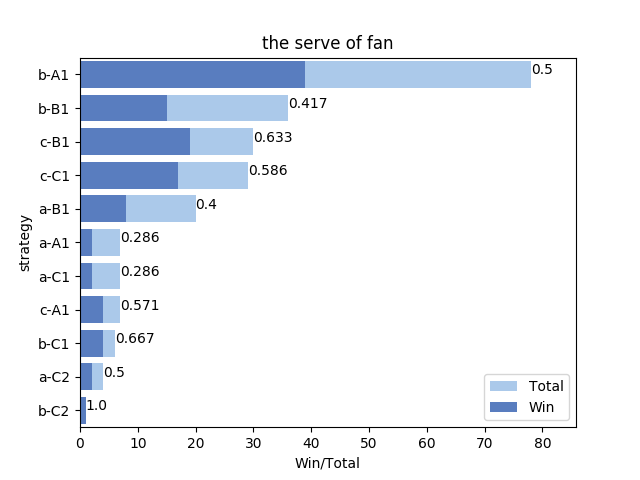 the serve of fan
b-A1 0.5
b-B1 0.417
c-B1 0.633
c-C1 0.586
a-B1 0.4
a-A1 0.286
a-C1 0.286
c-A1 0.571
b-C1 0.667
a-C2 0.5
b-C2 1.0
strategy
Total
Win
0 10 20 30 40 50 60 70 80
Win/Total